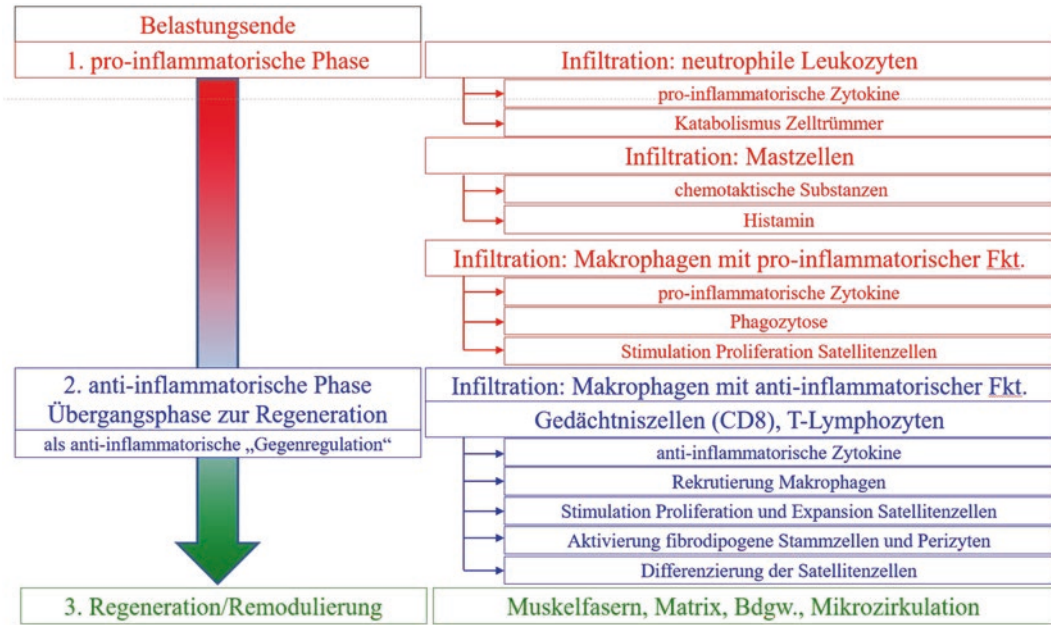 Belastungsende
1. pro-inflammatorische Phase
Infiltration: neutrophile Leukozyten
pro-inflammatorische Zytokine
Katabolismus Zelltrümmer
Infiltration: Mastzellen
chemotaktische Substanzen
Histamin
Infiltration: Makrophagen mit pro-inflammatorischer Fkt.
pro-inflammatorische Zytokine
Phagozytose
Stimulation Proliferation Satellitenzellen
2. anti-inflammatorische Phase
Übergangsphase zur Regeneration
als anti-inflammatorische „Gegenregulation“
Infiltration: Makrophagen mit anti-inflammatorischer Fkt.
Gedächtniszellen (CD8), T-Lymphozyten
anti-inflammatorische Zytokine
Rekrutierung Makrophagen
Stimulation Proliferation und Expansion Satellitenzellen
Aktivierung fibrodipogene Stammzellen und Perizyten
Differenzierung der Satellitenzellen
3. Regeneration/Remodulierung
Muskelfasern, Matrix, Bdgw., Mikrozirkulation